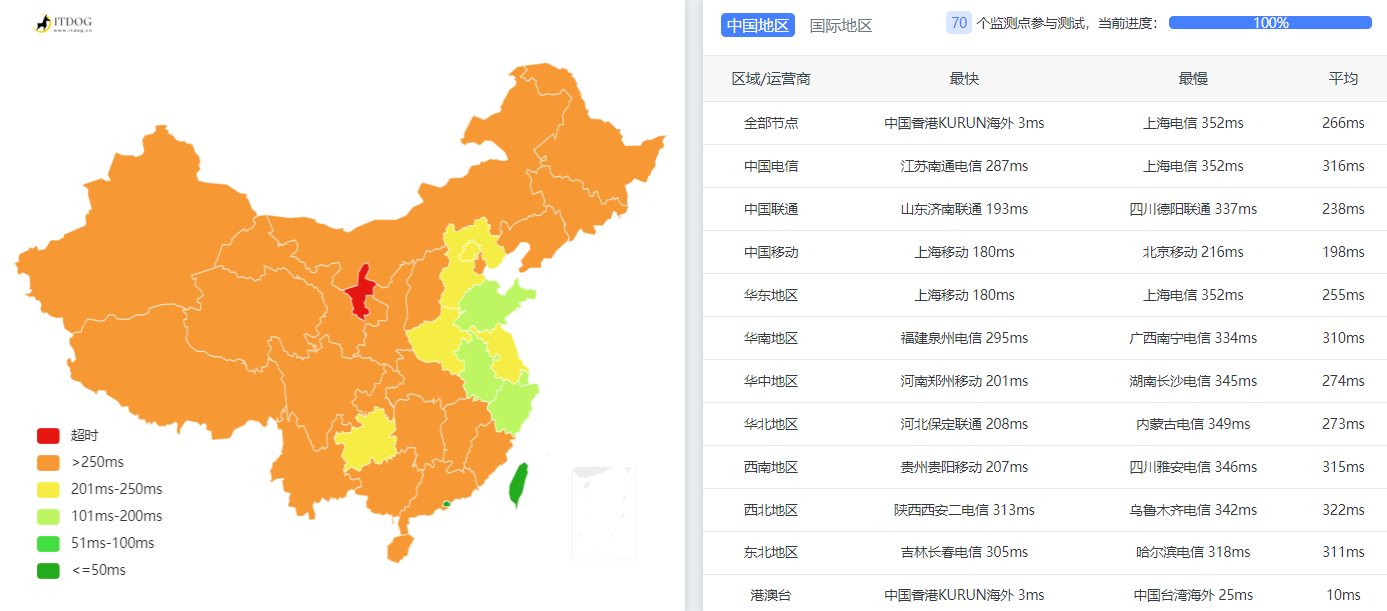 ITDOG
www.itdog.cn
超时
>250ms
201ms-250ms
101ms-200ms
51ms-100ms
<=50ms
中国地区 国际地区 70 个监测点参与测试，当前进度： 100%
区域/运营商 最快 最慢 平均
全部节点 中国香港KURUN海外 3ms 上海电信 352ms 266ms
中国电信 江苏南通电信 287ms 上海电信 352ms 316ms
中国联通 山东济南联通 193ms 四川德阳联通 337ms 238ms
中国移动 上海移动 180ms 北京移动 216ms 198ms
华东地区 上海移动 180ms 上海电信 352ms 255ms
华南地区 福建泉州电信 295ms 广西南宁电信 334ms 310ms
华中地区 河南郑州移动 201ms 湖南长沙电信 345ms 274ms
华北地区 河北保定联通 208ms 内蒙古电信 349ms 273ms
西南地区 贵州贵阳移动 207ms 四川雅安电信 346ms 315ms
西北地区 陕西西安二电信 313ms 乌鲁木齐电信 342ms 322ms
东北地区 吉林长春电信 305ms 哈尔滨电信 318ms 311ms
港澳台 中国香港KURUN海外 3ms 中国台湾海外 25ms 10ms